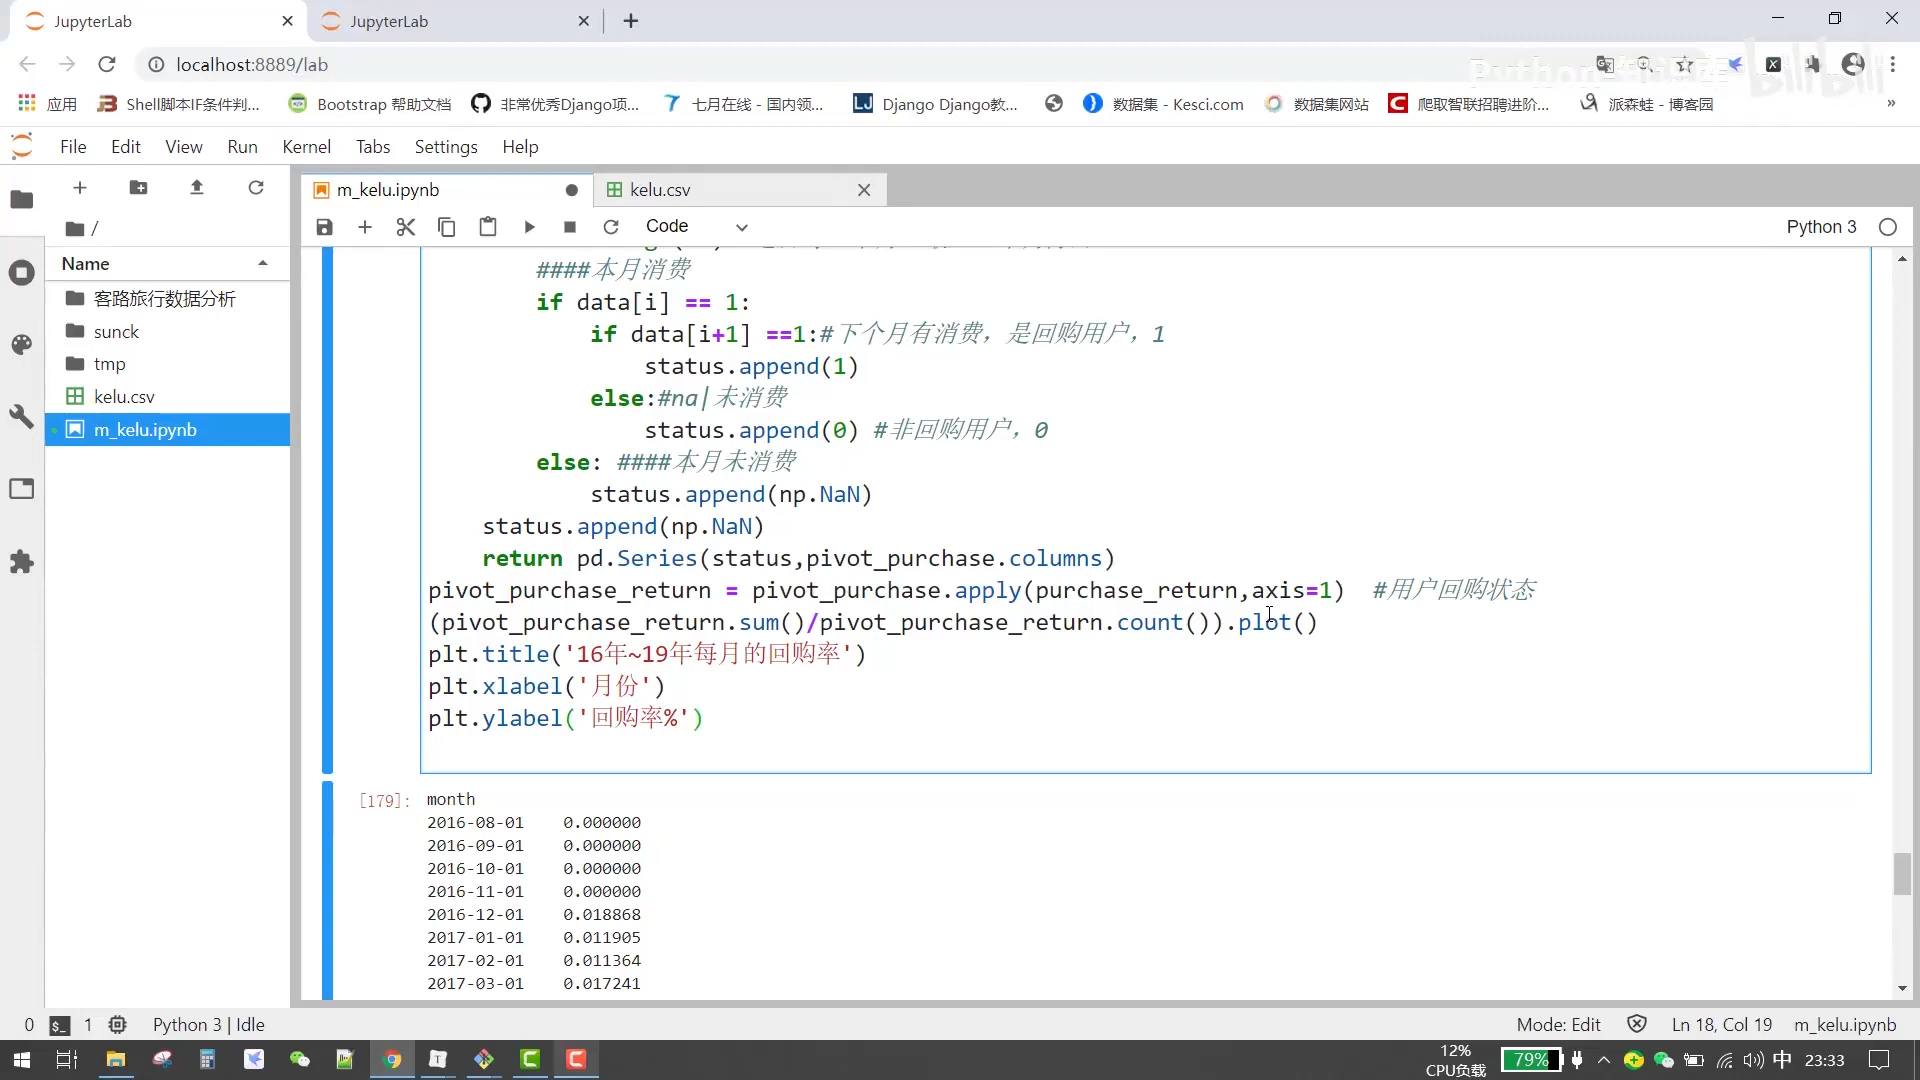 JupyterLab
JupyterLab
localhost:8889/lab
应用
Shell脚本IF条件判...
Bootstrap 帮助文档
非常优秀Django项...
七月在线 - 国内领...
Django Django教...
数据集 - Kesci.com
数据集网站
爬取智联招聘进阶...
派森蛙 - 博客园
»
File Edit View Run Kernel Tabs Settings Help
m_kelu.ipynb
kelu.csv
Code
Python 3
/
Name
客路旅行数据分析
sunck
tmp
kelu.csv
m_kelu.ipynb
####本月消费
if data[i] == 1:
if data[i+1] ==1:#下个月有消费，是回购用户，1
status.append(1)
else:#na|未消费
status.append(0) #非回购用户，0
else: ####本月未消费
status.append(np.NaN)
status.append(np.NaN)
return pd.Series(status,pivot_purchase.columns)
pivot_purchase_return = pivot_purchase.apply(purchase_return,axis=1)  #用户回购状态
(pivot_purchase_return.sum()/pivot_purchase_return.count()).plot()
plt.title('16年~19年每月的回购率')
plt.xlabel('月份')
plt.ylabel('回购率%')
[179]: month
2016-08-01    0.000000
2016-09-01    0.000000
2016-10-01    0.000000
2016-11-01    0.000000
2016-12-01    0.018868
2017-01-01    0.011905
2017-02-01    0.011364
2017-03-01    0.017241
0 1 Python 3 | Idle
Mode: Edit Ln 18, Col 19 m_kelu.ipynb
12%
CPU负载
79%
中
23:33